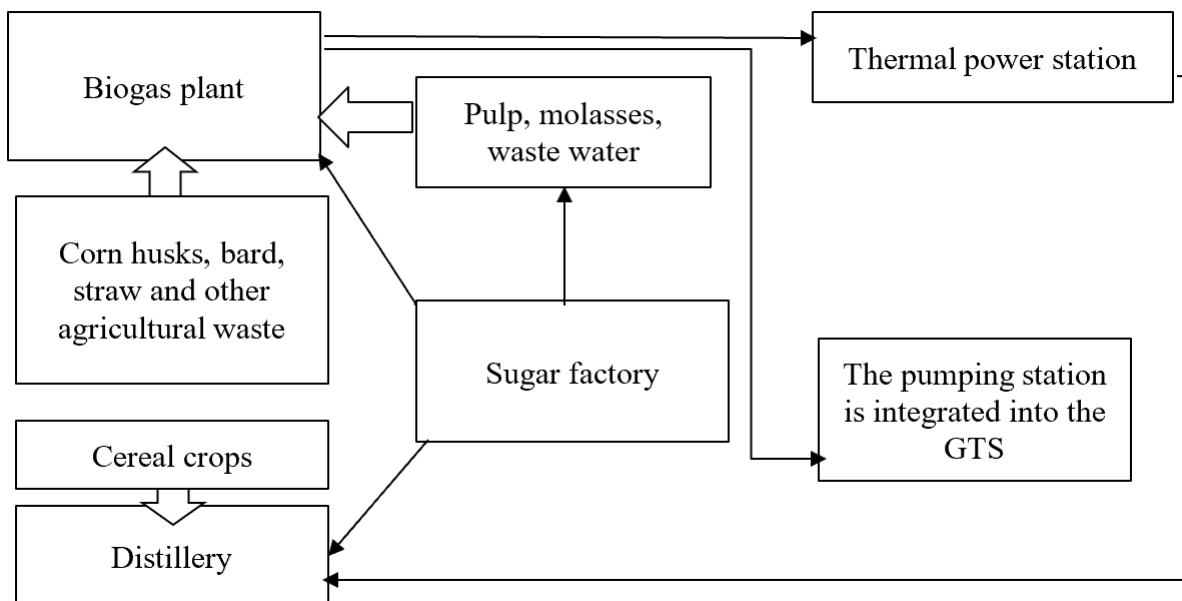 Biogas plant
Thermal power station
Pulp, molasses,
waste water
Corn husks, bard,
straw and other
agricultural waste
Sugar factory
The pumping station
is integrated into the
GTS
Cereal crops
Distillery